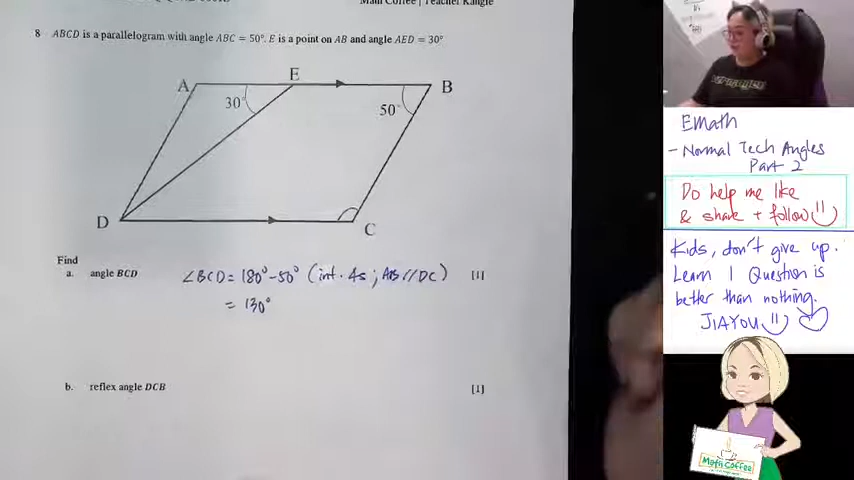 Math Coffee | Teacher Kangie
8 ABCD is a parallelogram with angle ABC = 50°. E is a point on AB and angle AED = 30°
A
E
B
30°
50°
D
C
Find
a. angle BCD
∠BCD = 180° - 50° (int. ∠s ; AB // DC) [1]
= 130°
b. reflex angle DCB [1]
EMath
- Normal Tech Angles
Part 2
Do help me like
& share + follow
Kids, don't give up.
Learn 1 Question is
better than nothing.
JIAYOU
Math Coffee